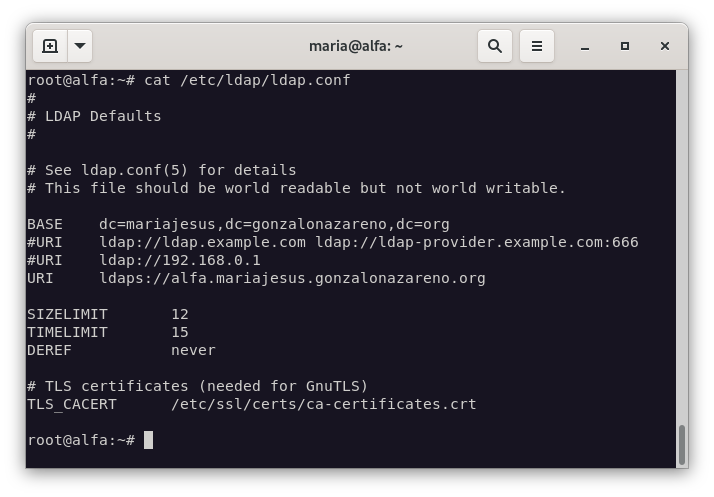 maria@alfa: ~
root@alfa:~# cat /etc/ldap/ldap.conf
#
# LDAP Defaults
#
# See ldap.conf(5) for details
# This file should be world readable but not world writable.
BASE    dc=mariajesus,dc=gonzalonazareno,dc=org
#URI    ldap://ldap.example.com ldap://ldap-provider.example.com:666
#URI    ldap://192.168.0.1
URI     ldaps://alfa.mariajesus.gonzalonazareno.org
SIZELIMIT       12
TIMELIMIT       15
DEREF           never
# TLS certificates (needed for GnuTLS)
TLS_CACERT      /etc/ssl/certs/ca-certificates.crt
root@alfa:~#